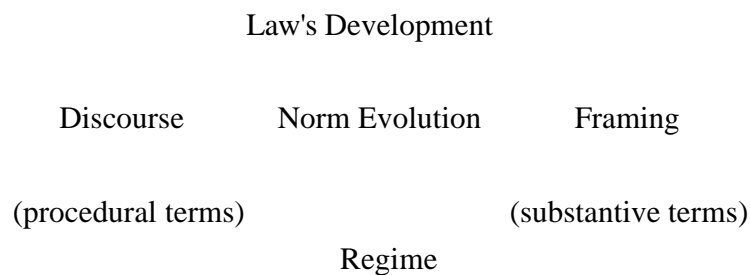 Law's Development
Discourse Norm Evolution Framing
(procedural terms) (substantive terms)
Regime